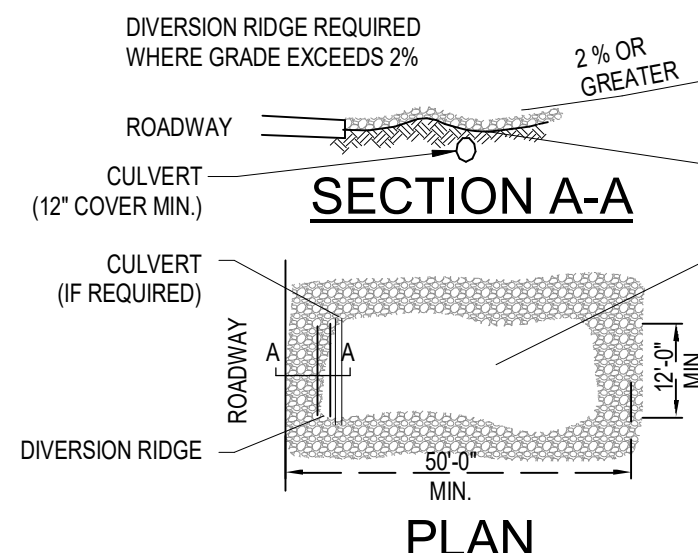 DIVERSION RIDGE REQUIRED
WHERE GRADE EXCEEDS 2%
2 % OR
GREATER
ROADWAY
CULVERT
(12" COVER MIN.)
SECTION A-A
CULVERT
(IF REQUIRED)
ROADWAY
A
A
12'-0"
MIN
DIVERSION RIDGE
50'-0"
MIN.
PLAN